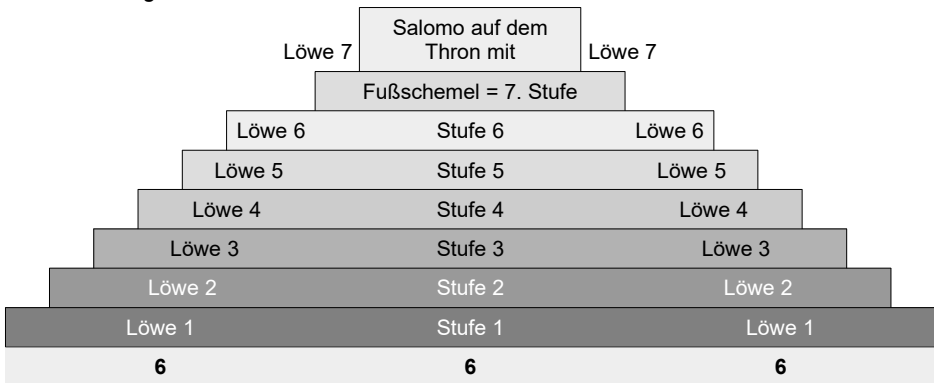 Salomo auf dem
Thron mit
Löwe 7 Löwe 7
Fußschemel = 7. Stufe
Löwe 6 Stufe 6 Löwe 6
Löwe 5 Stufe 5 Löwe 5
Löwe 4 Stufe 4 Löwe 4
Löwe 3 Stufe 3 Löwe 3
Löwe 2 Stufe 2 Löwe 2
Löwe 1 Stufe 1 Löwe 1
6 6 6